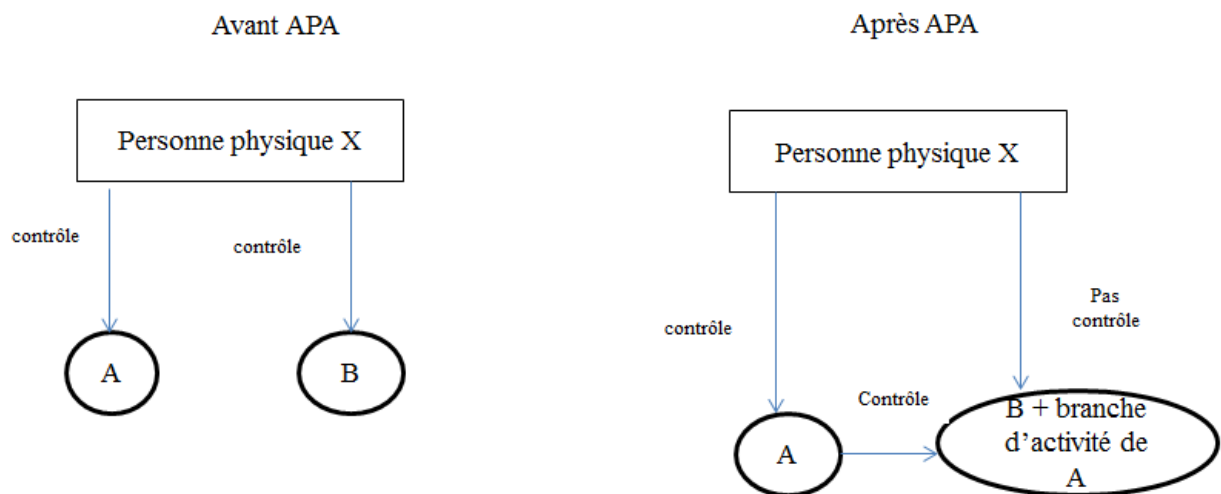 Avant APA
Personne physique X
contrôle
contrôle
A
B
Après APA
Personne physique X
contrôle
Pas
contrôle
Contrôle
A
B + branche
d’activité de
A